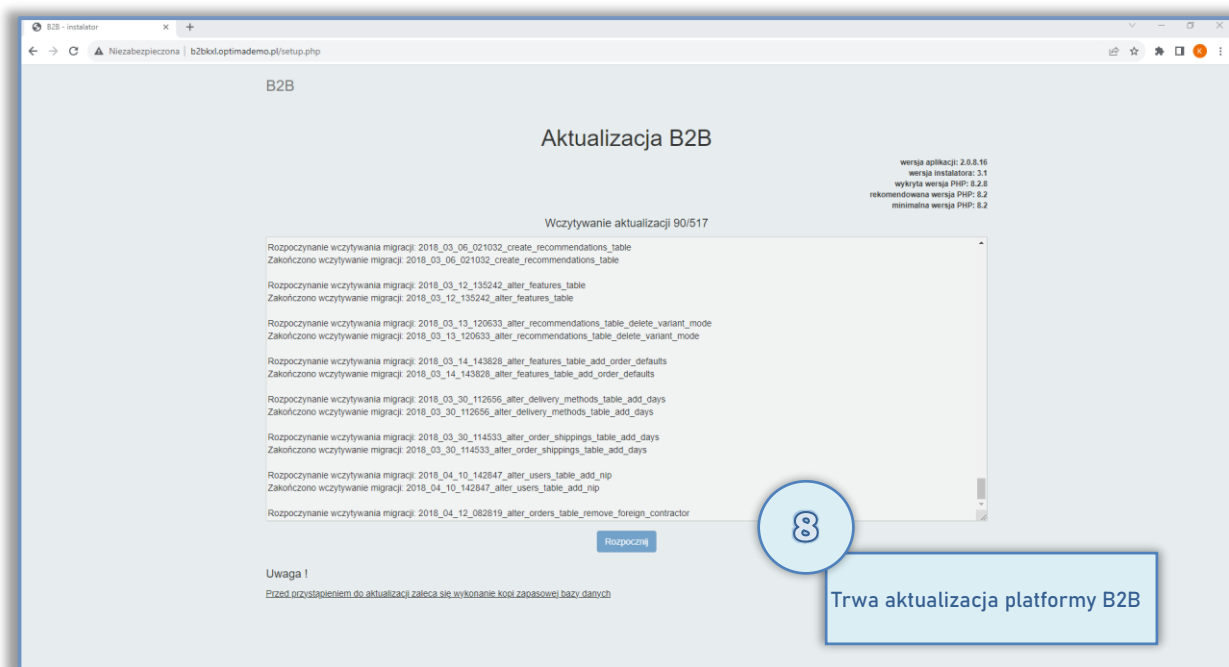 B2B - instalator
Niezabezpieczona | b2bkxl.optimademo.pl/setup.php
K
B2B
Aktualizacja B2B
wersja aplikacji: 2.0.8.16
wersja instalatora: 3.1
wykryta wersja PHP: 8.2.8
rekomendowana wersja PHP: 8.2
minimalna wersja PHP: 8.2
Wczytywanie aktualizacji 90/517
Rozpoczynanie wczytywania migracji: 2018_03_06_021032_create_recommendations_table
Zakończono wczytywanie migracji: 2018_03_06_021032_create_recommendations_table
Rozpoczynanie wczytywania migracji: 2018_03_12_135242_alter_features_table
Zakończono wczytywanie migracji: 2018_03_12_135242_alter_features_table
Rozpoczynanie wczytywania migracji: 2018_03_13_120633_alter_recommendations_table_delete_variant_mode
Zakończono wczytywanie migracji: 2018_03_13_120633_alter_recommendations_table_delete_variant_mode
Rozpoczynanie wczytywania migracji: 2018_03_14_143828_alter_features_table_add_order_defaults
Zakończono wczytywanie migracji: 2018_03_14_143828_alter_features_table_add_order_defaults
Rozpoczynanie wczytywania migracji: 2018_03_30_112656_alter_delivery_methods_table_add_days
Zakończono wczytywanie migracji: 2018_03_30_112656_alter_delivery_methods_table_add_days
Rozpoczynanie wczytywania migracji: 2018_03_30_114533_alter_order_shippings_table_add_days
Zakończono wczytywanie migracji: 2018_03_30_114533_alter_order_shippings_table_add_days
Rozpoczynanie wczytywania migracji: 2018_04_10_142847_alter_users_table_add_nip
Zakończono wczytywanie migracji: 2018_04_10_142847_alter_users_table_add_nip
Rozpoczynanie wczytywania migracji: 2018_04_12_082819_alter_orders_table_remove_foreign_contractor
Rozpocznij
8
Uwaga !
Przed przystąpieniem do aktualizacji zaleca się wykonanie kopi zapasowej bazy danych
Trwa aktualizacja platformy B2B